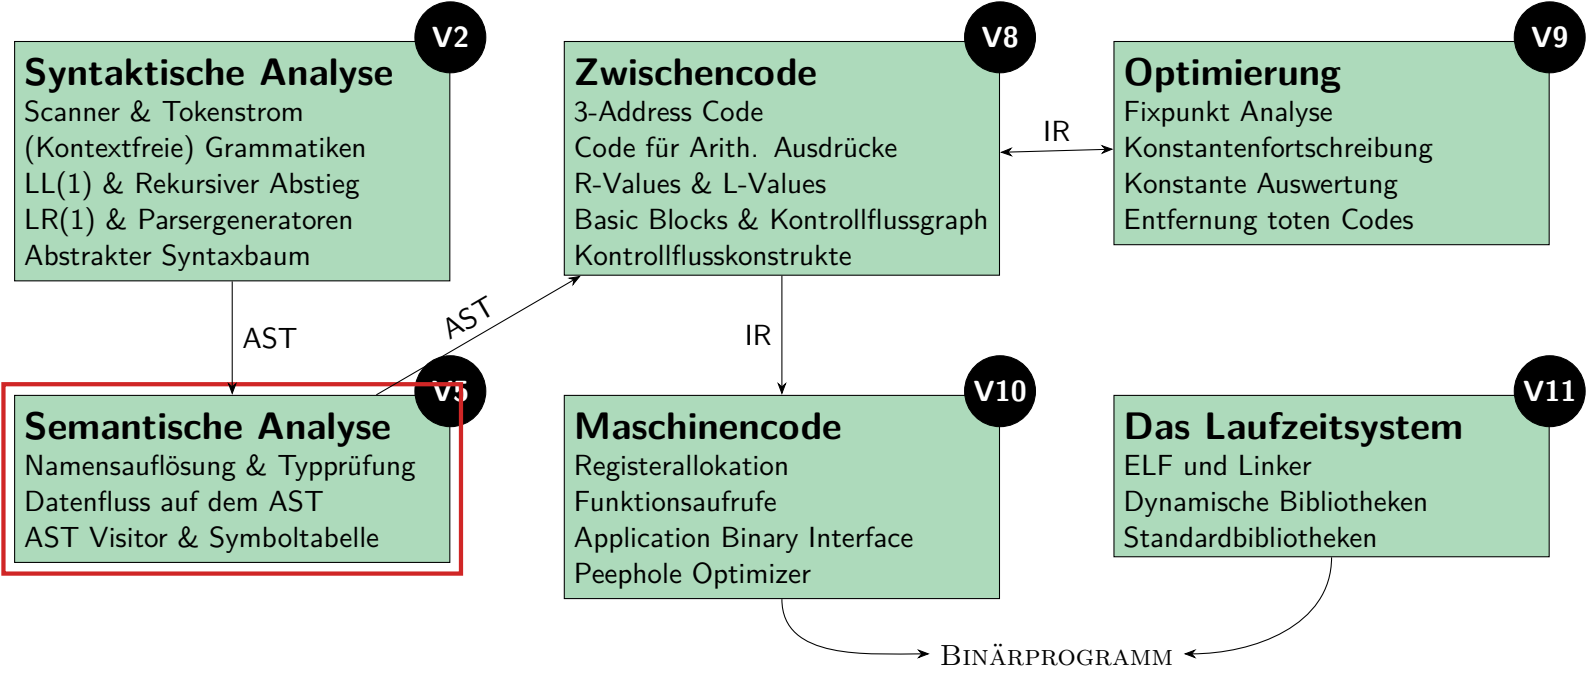 V2
Syntaktische Analyse
Scanner & Tokenstrom
(Kontextfreie) Grammatiken
LL(1) & Rekursiver Abstieg
LR(1) & Parsergeneratoren
Abstrakter Syntaxbaum
V8
Zwischencode
3-Address Code
Code für Arith. Ausdrücke
R-Values & L-Values
Basic Blocks & Kontrollflussgraph
Kontrollflusskonstrukte
IR
V9
Optimierung
Fixpunkt Analyse
Konstantenfortschreibung
Konstante Auswertung
Entfernung toten Codes
AST
AST
IR
V5
Semantische Analyse
Namensauflösung & Typprüfung
Datenfluss auf dem AST
AST Visitor & Symboltabelle
V10
Maschinencode
Registerallokation
Funktionsaufrufe
Application Binary Interface
Peephole Optimizer
V11
Das Laufzeitsystem
ELF und Linker
Dynamische Bibliotheken
Standardbibliotheken
BINÄRPROGRAMM